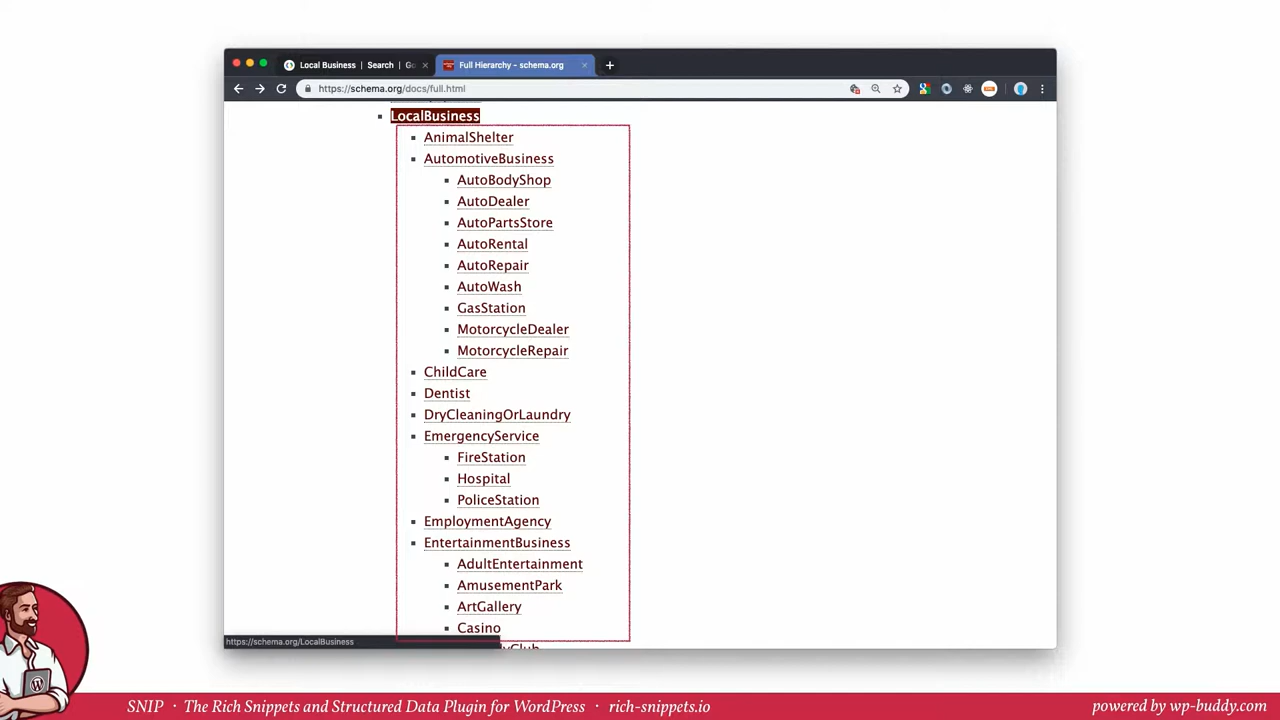 Local Business | Search | Go
Full Hierarchy - schema.org
https://schema.org/docs/full.html
LocalBusiness
AnimalShelter
AutomotiveBusiness
AutoBodyShop
AutoDealer
AutoPartsStore
AutoRental
AutoRepair
AutoWash
GasStation
MotorcycleDealer
MotorcycleRepair
ChildCare
Dentist
DryCleaningOrLaundry
EmergencyService
FireStation
Hospital
PoliceStation
EmploymentAgency
EntertainmentBusiness
AdultEntertainment
AmusementPark
ArtGallery
Casino
https://schema.org/LocalBusiness
SNIP · The Rich Snippets and Structured Data Plugin for WordPress · rich-snippets.io
powered by wp-buddy.com